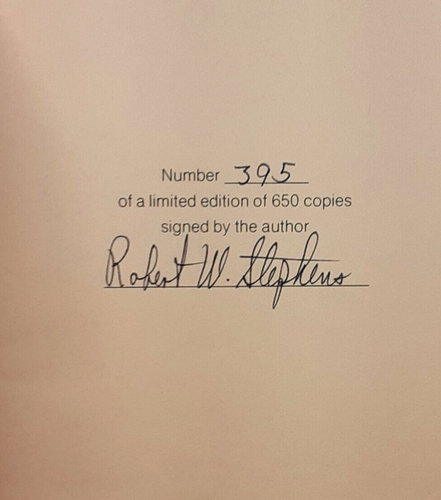 Number 395
of a limited edition of 650 copies
signed by the author
Robert W. Stephens